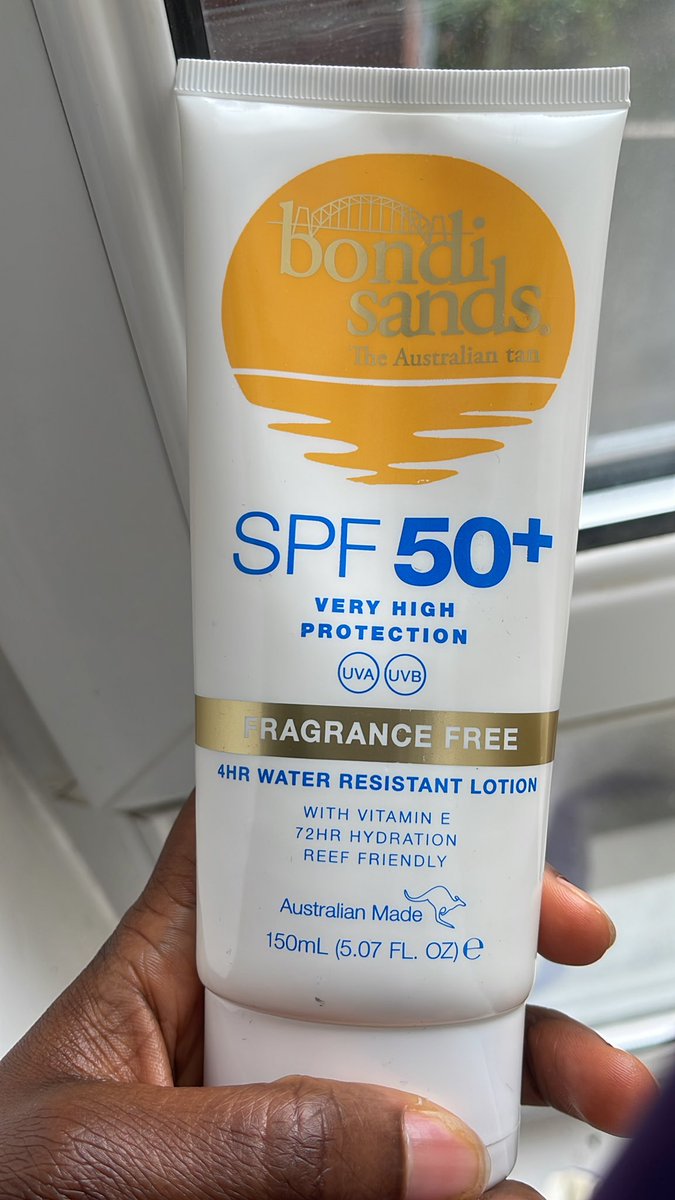 bondi
sands.
The Australian tan
SPF 50+
VERY HIGH
PROTECTION
UVA UVB
FRAGRANCE FREE
4HR WATER RESISTANT LOTION
WITH VITAMIN E
72HR HYDRATION
REEF FRIENDLY
Australian Made
150mL (5.07 FL. OZ) e